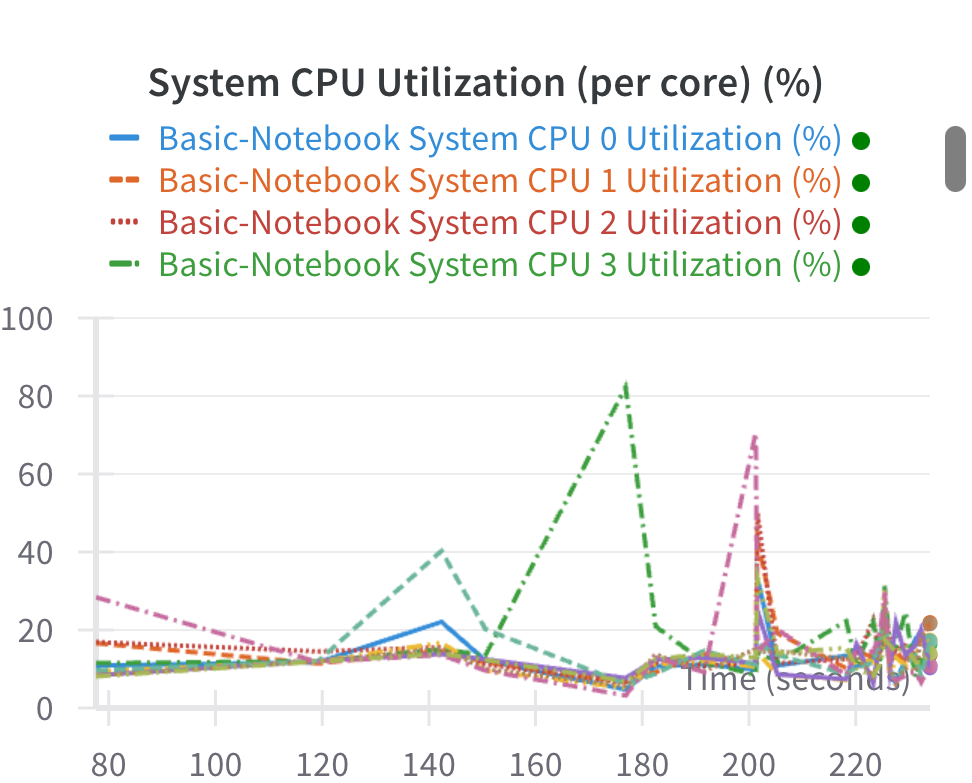 System CPU Utilization (per core) (%)
Basic-Notebook System CPU 0 Utilization (%)
Basic-Notebook System CPU 1 Utilization (%)
Basic-Notebook System CPU 2 Utilization (%)
Basic-Notebook System CPU 3 Utilization (%)
100
80
60
40
20
0
Time (seconds)
80 100 120 140 160 180 200 220